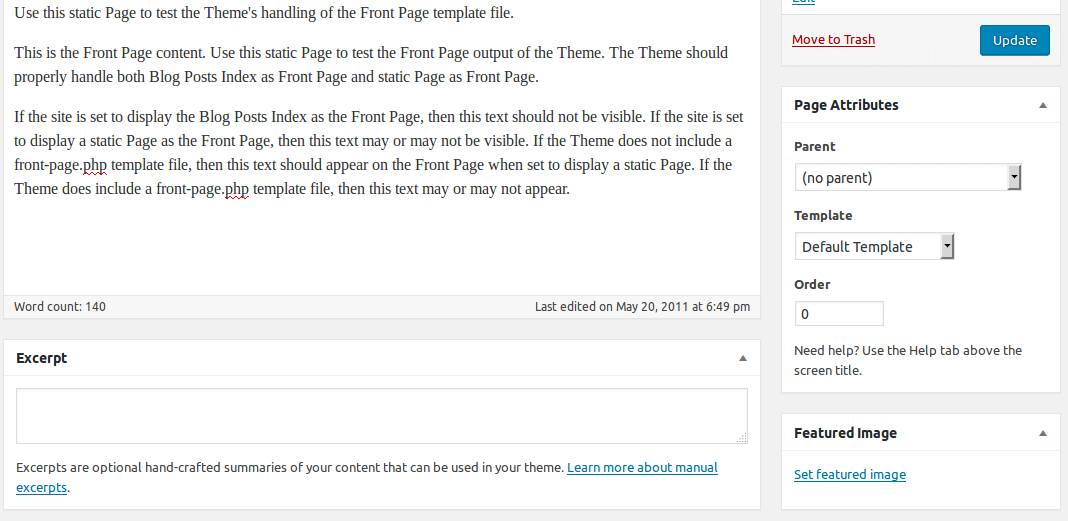 Use this static Page to test the Theme's handling of the Front Page template file.
This is the Front Page content. Use this static Page to test the Front Page output of the Theme. The Theme should
properly handle both Blog Posts Index as Front Page and static Page as Front Page.
If the site is set to display the Blog Posts Index as the Front Page, then this text should not be visible. If the site is set
to display a static Page as the Front Page, then this text may or may not be visible. If the Theme does not include a
front-page.php template file, then this text should appear on the Front Page when set to display a static Page. If the
Theme does include a front-page.php template file, then this text may or may not appear.
Word count: 140
Last edited on May 20, 2011 at 6:49 pm
Excerpt
Excerpts are optional hand-crafted summaries of your content that can be used in your theme. Learn more about manual
excerpts.
Edit
Move to Trash
Update
Page Attributes
Parent
(no parent)
Template
Default Template
Order
0
Need help? Use the Help tab above the
screen title.
Featured Image
Set featured image